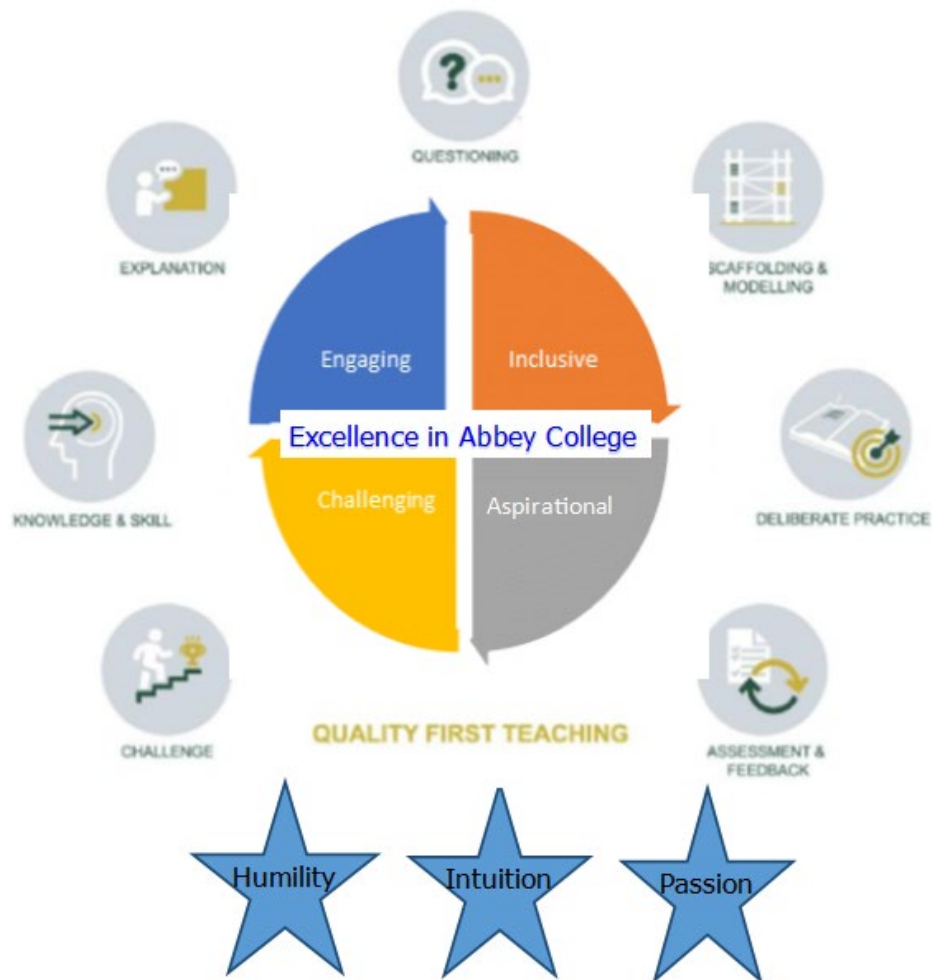 ?
QUESTIONING
EXPLANATION
SCAFFOLDING &
MODELLING
Engaging
Inclusive
Excellence in Abbey College
Challenging
Aspirational
KNOWLEDGE & SKILL
DELIBERATE PRACTICE
CHALLENGE
QUALITY FIRST TEACHING
ASSESSMENT &
FEEDBACK
Humility
Intuition
Passion